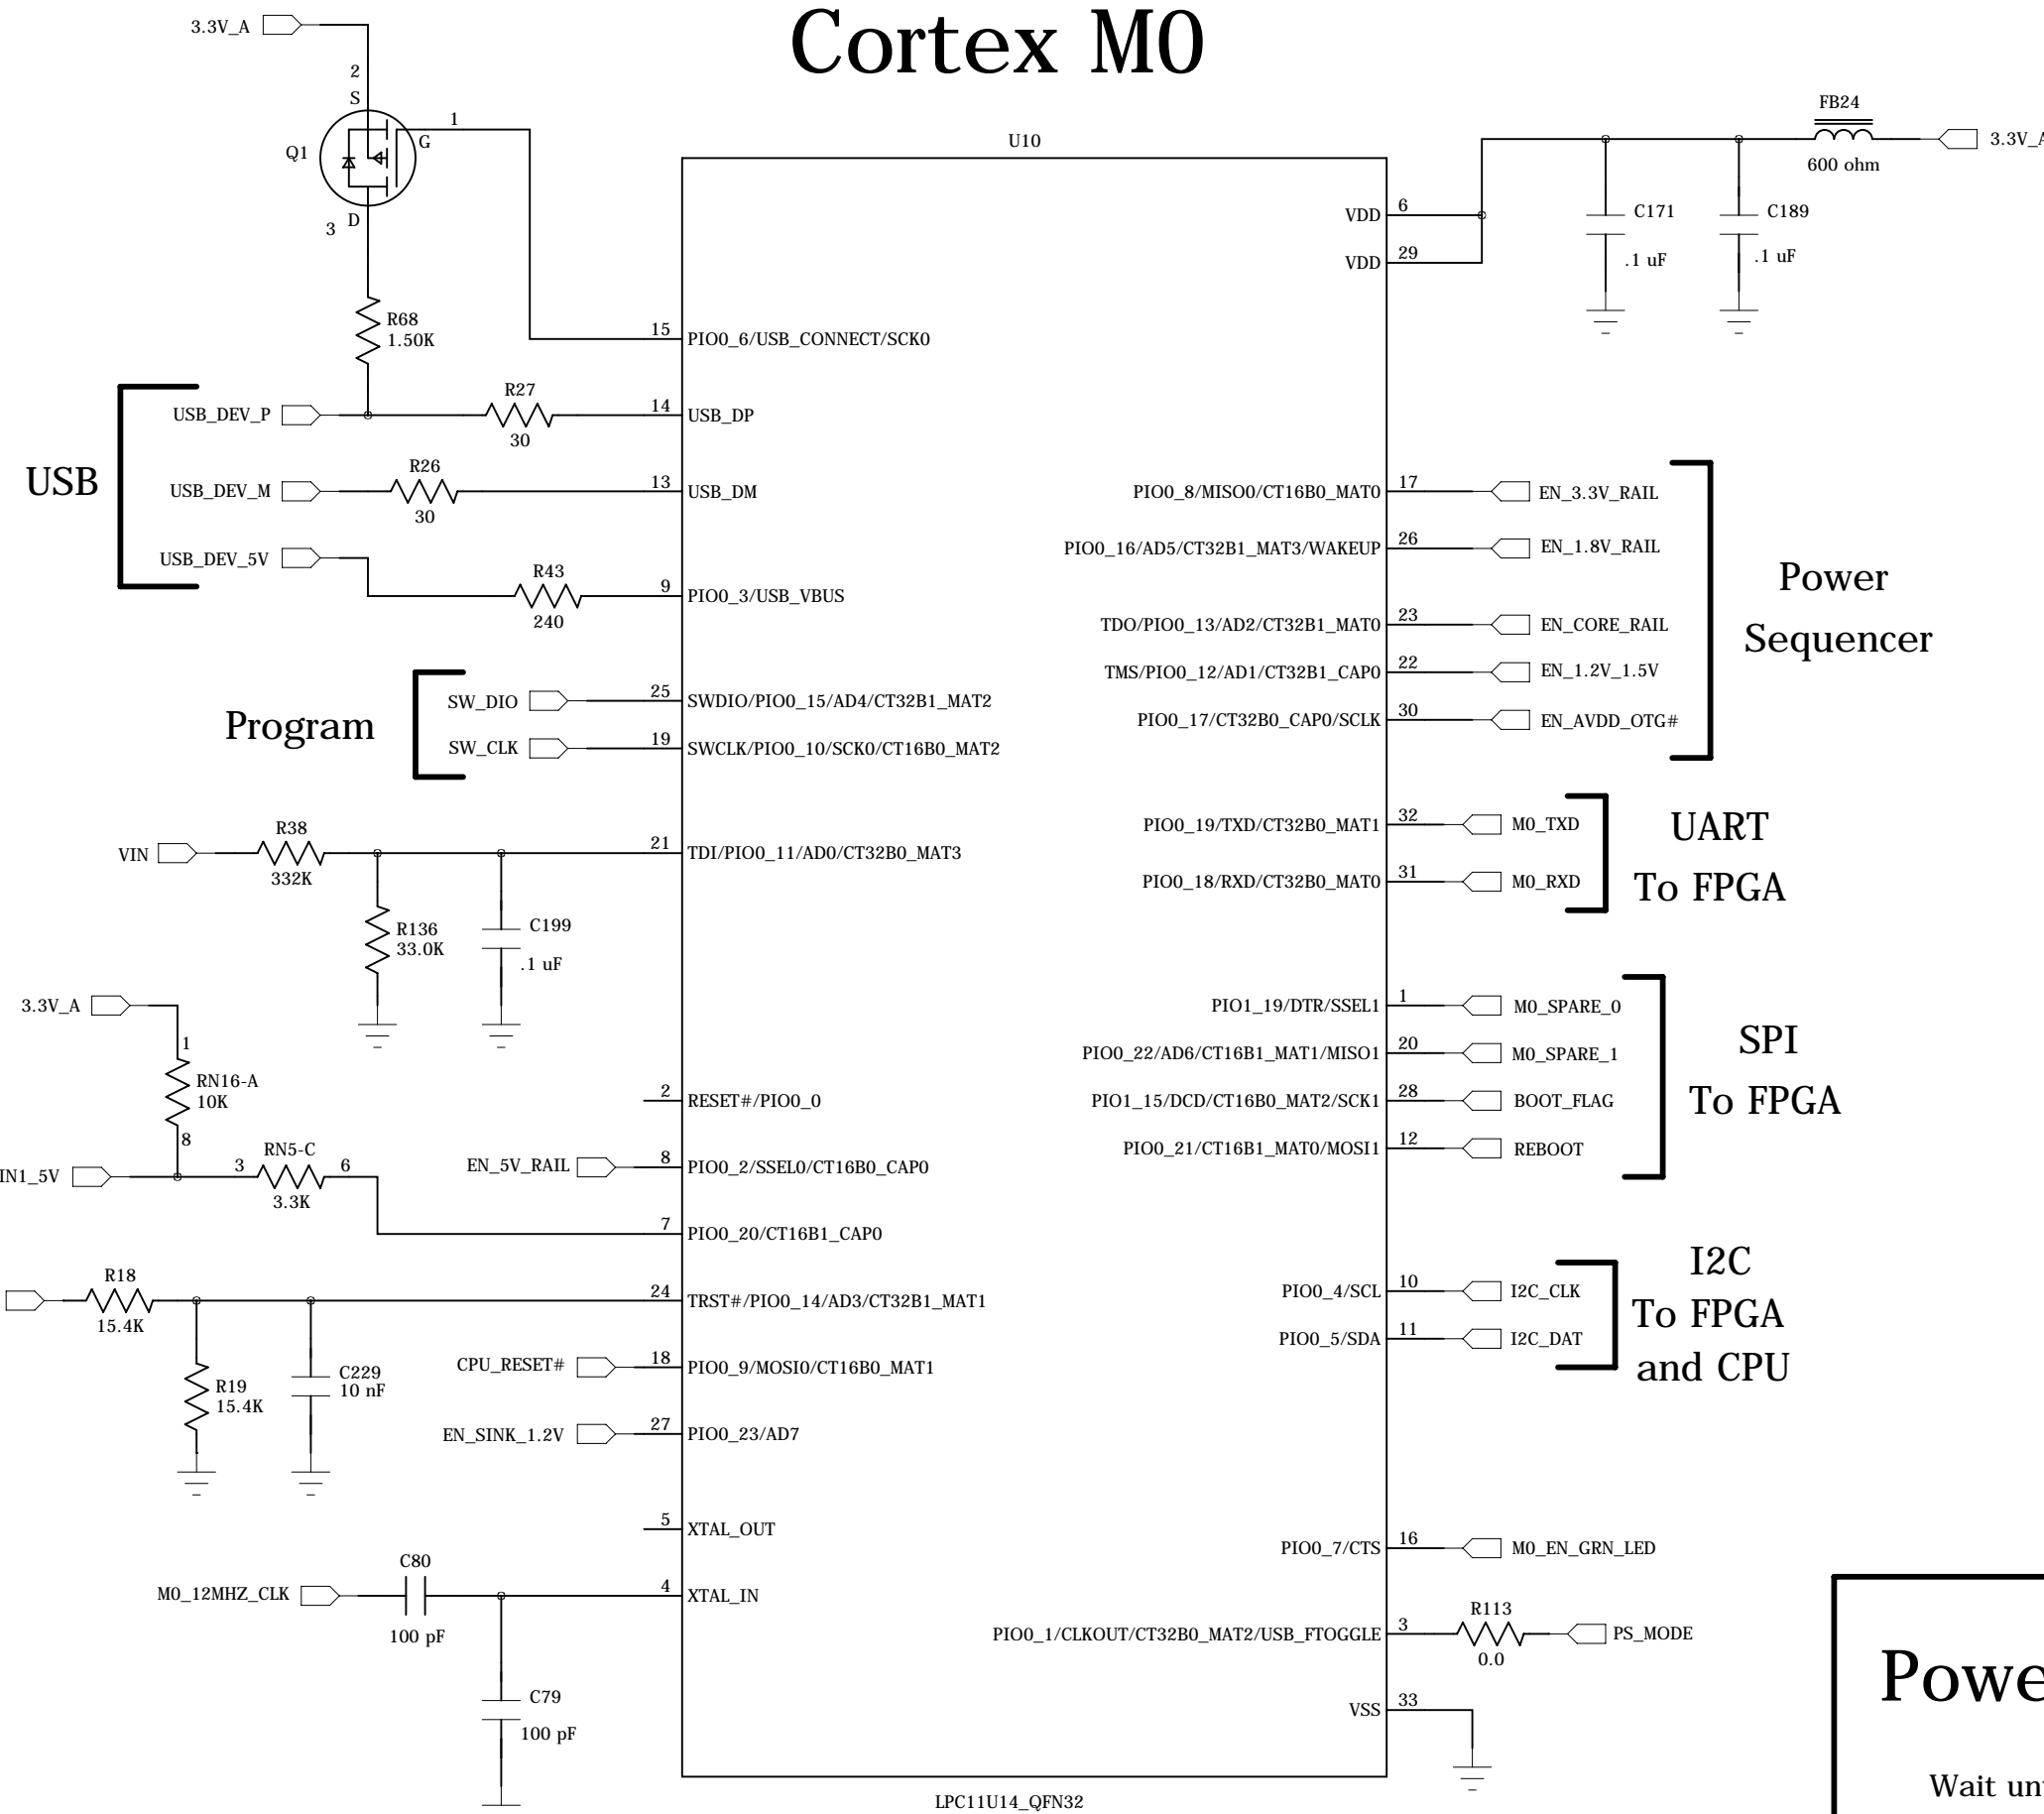 Cortex M0
3.3V_A
2
S
1
G
Q1
D
3
R68
1.50K
USB
USB_DEV_P
R27
30
14
USB_DP
USB_DEV_M
R26
30
13
USB_DM
USB_DEV_5V
R43
240
9
PIO0_3/USB_VBUS
15
PIO0_6/USB_CONNECT/SCK0
Program
SW_DIO
25
SWDIO/PIO0_15/AD4/CT32B1_MAT2
SW_CLK
19
SWCLK/PIO0_10/SCK0/CT16B0_MAT2
VIN
R38
332K
21
TDI/PIO0_11/AD0/CT32B0_MAT3
R136
33.0K
C199
.1 uF
3.3V_A
1
RN16-A
10K
8
IN1_5V
3
RN5-C
6
3.3K
2
RESET#/PIO0_0
EN_5V_RAIL
8
PIO0_2/SSEL0/CT16B0_CAP0
7
PIO0_20/CT16B1_CAP0
R18
15.4K
24
TRST#/PIO0_14/AD3/CT32B1_MAT1
R19
15.4K
C229
10 nF
CPU_RESET#
18
PIO0_9/MOSI0/CT16B0_MAT1
EN_SINK_1.2V
27
PIO0_23/AD7
5
XTAL_OUT
M0_12MHZ_CLK
C80
100 pF
4
XTAL_IN
C79
100 pF
U10
LPC11U14_QFN32
VDD
6
VDD
29
C171
.1 uF
C189
.1 uF
FB24
600 ohm
3.3V_A
PIO0_8/MISO0/CT16B0_MAT0
17
EN_3.3V_RAIL
PIO0_16/AD5/CT32B1_MAT3/WAKEUP
26
EN_1.8V_RAIL
TDO/PIO0_13/AD2/CT32B1_MAT0
23
EN_CORE_RAIL
TMS/PIO0_12/AD1/CT32B1_CAP0
22
EN_1.2V_1.5V
PIO0_17/CT32B0_CAP0/SCLK
30
EN_AVDD_OTG#
Power
Sequencer
PIO0_19/TXD/CT32B0_MAT1
32
M0_TXD
PIO0_18/RXD/CT32B0_MAT0
31
M0_RXD
UART
To FPGA
PIO1_19/DTR/SSEL1
1
M0_SPARE_0
PIO0_22/AD6/CT16B1_MAT1/MISO1
20
M0_SPARE_1
PIO1_15/DCD/CT16B0_MAT2/SCK1
28
BOOT_FLAG
PIO0_21/CT16B1_MAT0/MOSI1
12
REBOOT
SPI
To FPGA
PIO0_4/SCL
10
I2C_CLK
PIO0_5/SDA
11
I2C_DAT
I2C
To FPGA
and CPU
PIO0_7/CTS
16
M0_EN_GRN_LED
PIO0_1/CLKOUT/CT32B0_MAT2/USB_FTOGGLE
3
R113
0.0
PS_MODE
VSS
33
Powe
Wait un